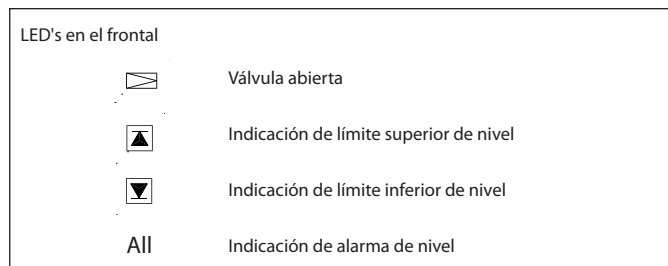 LED's en el frontal
Válvula abierta
Indicación de límite superior de nivel
Indicación de límite inferior de nivel
All Indicación de alarma de nivel